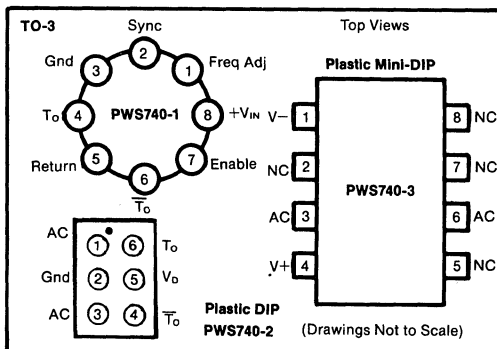 TO-3
Top Views
Sync
2
Gnd
3
1
Freq Adj
To
4
PWS740-1
8
+VIN
Return
5
7
Enable
6
T̅o
Plastic Mini-DIP
V−
1
8
NC
NC
2
7
NC
PWS740-3
AC
3
6
AC
V+
4
5
NC
AC
1
6
To
Gnd
2
5
VD
AC
3
4
T̅o
Plastic DIP
PWS740-2
(Drawings Not to Scale)